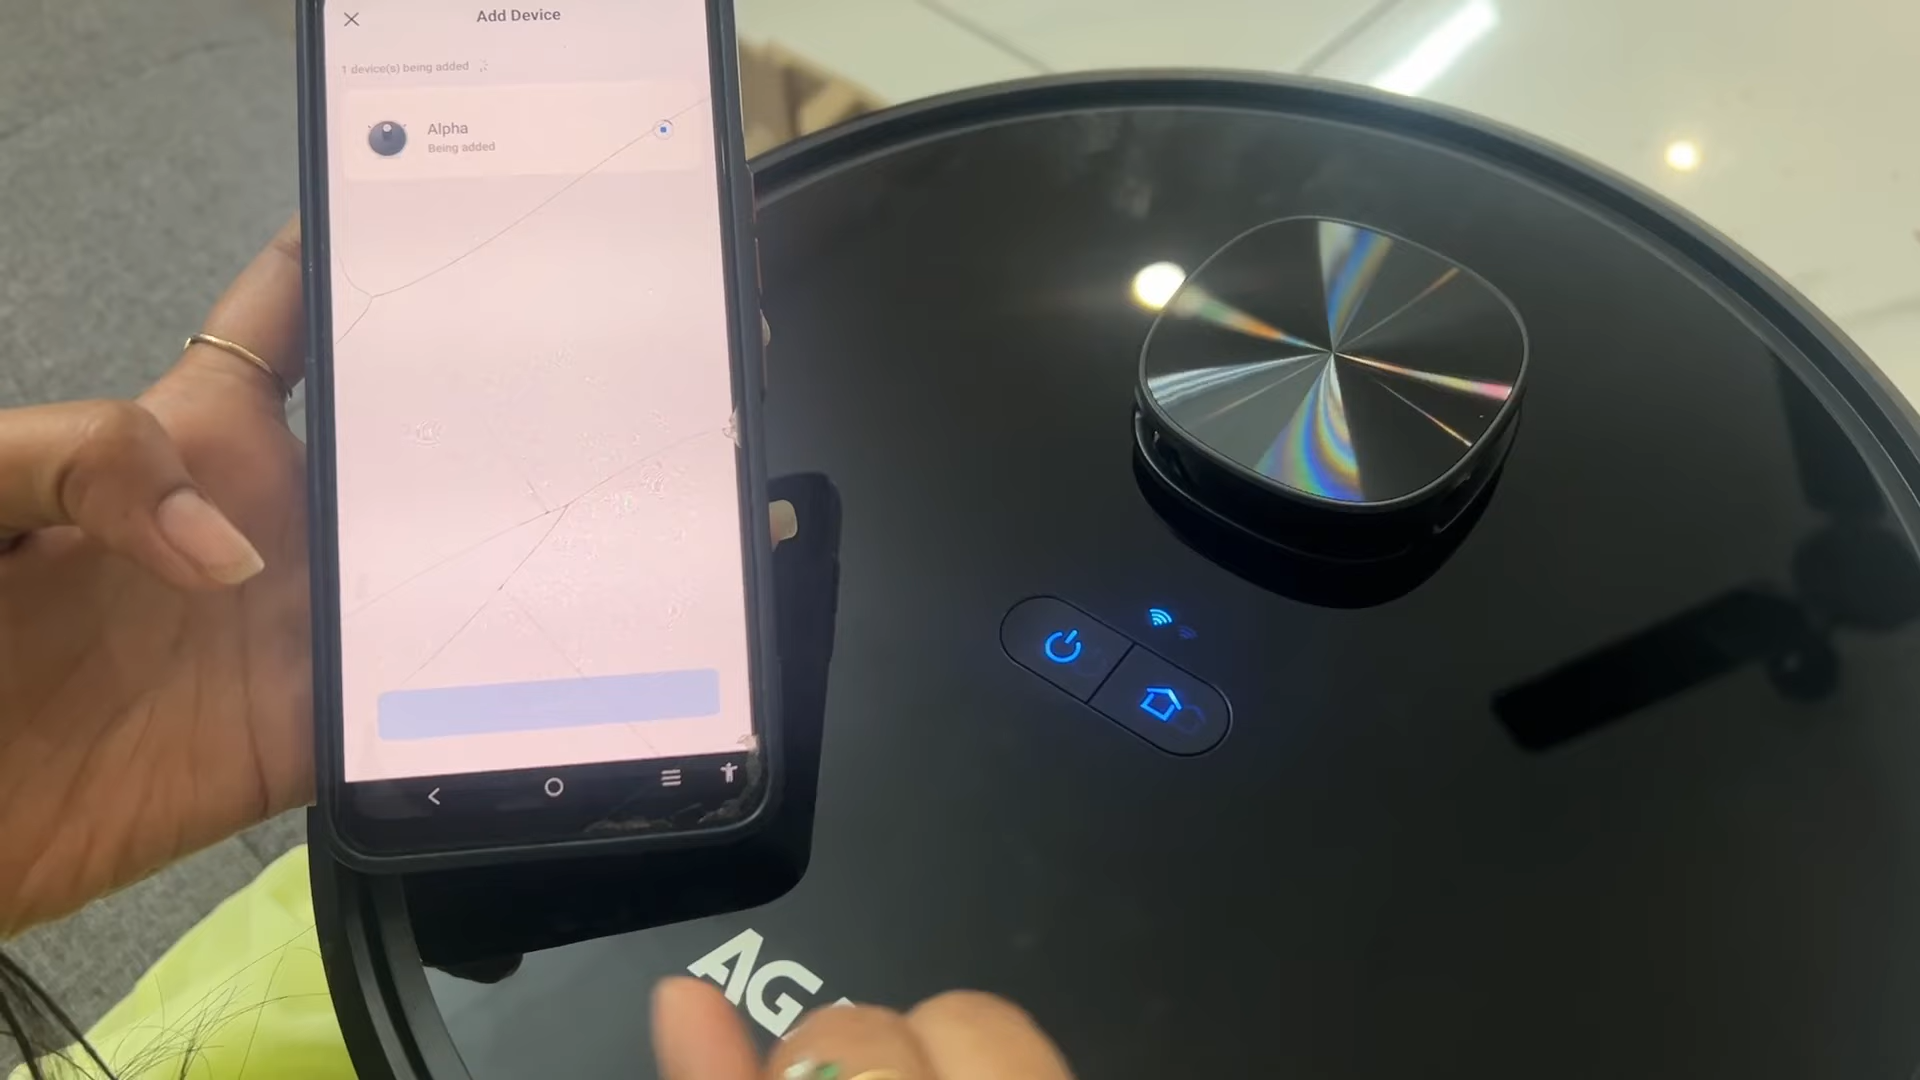 Add Device
1 device(s) being added
Alpha
Being added
AG